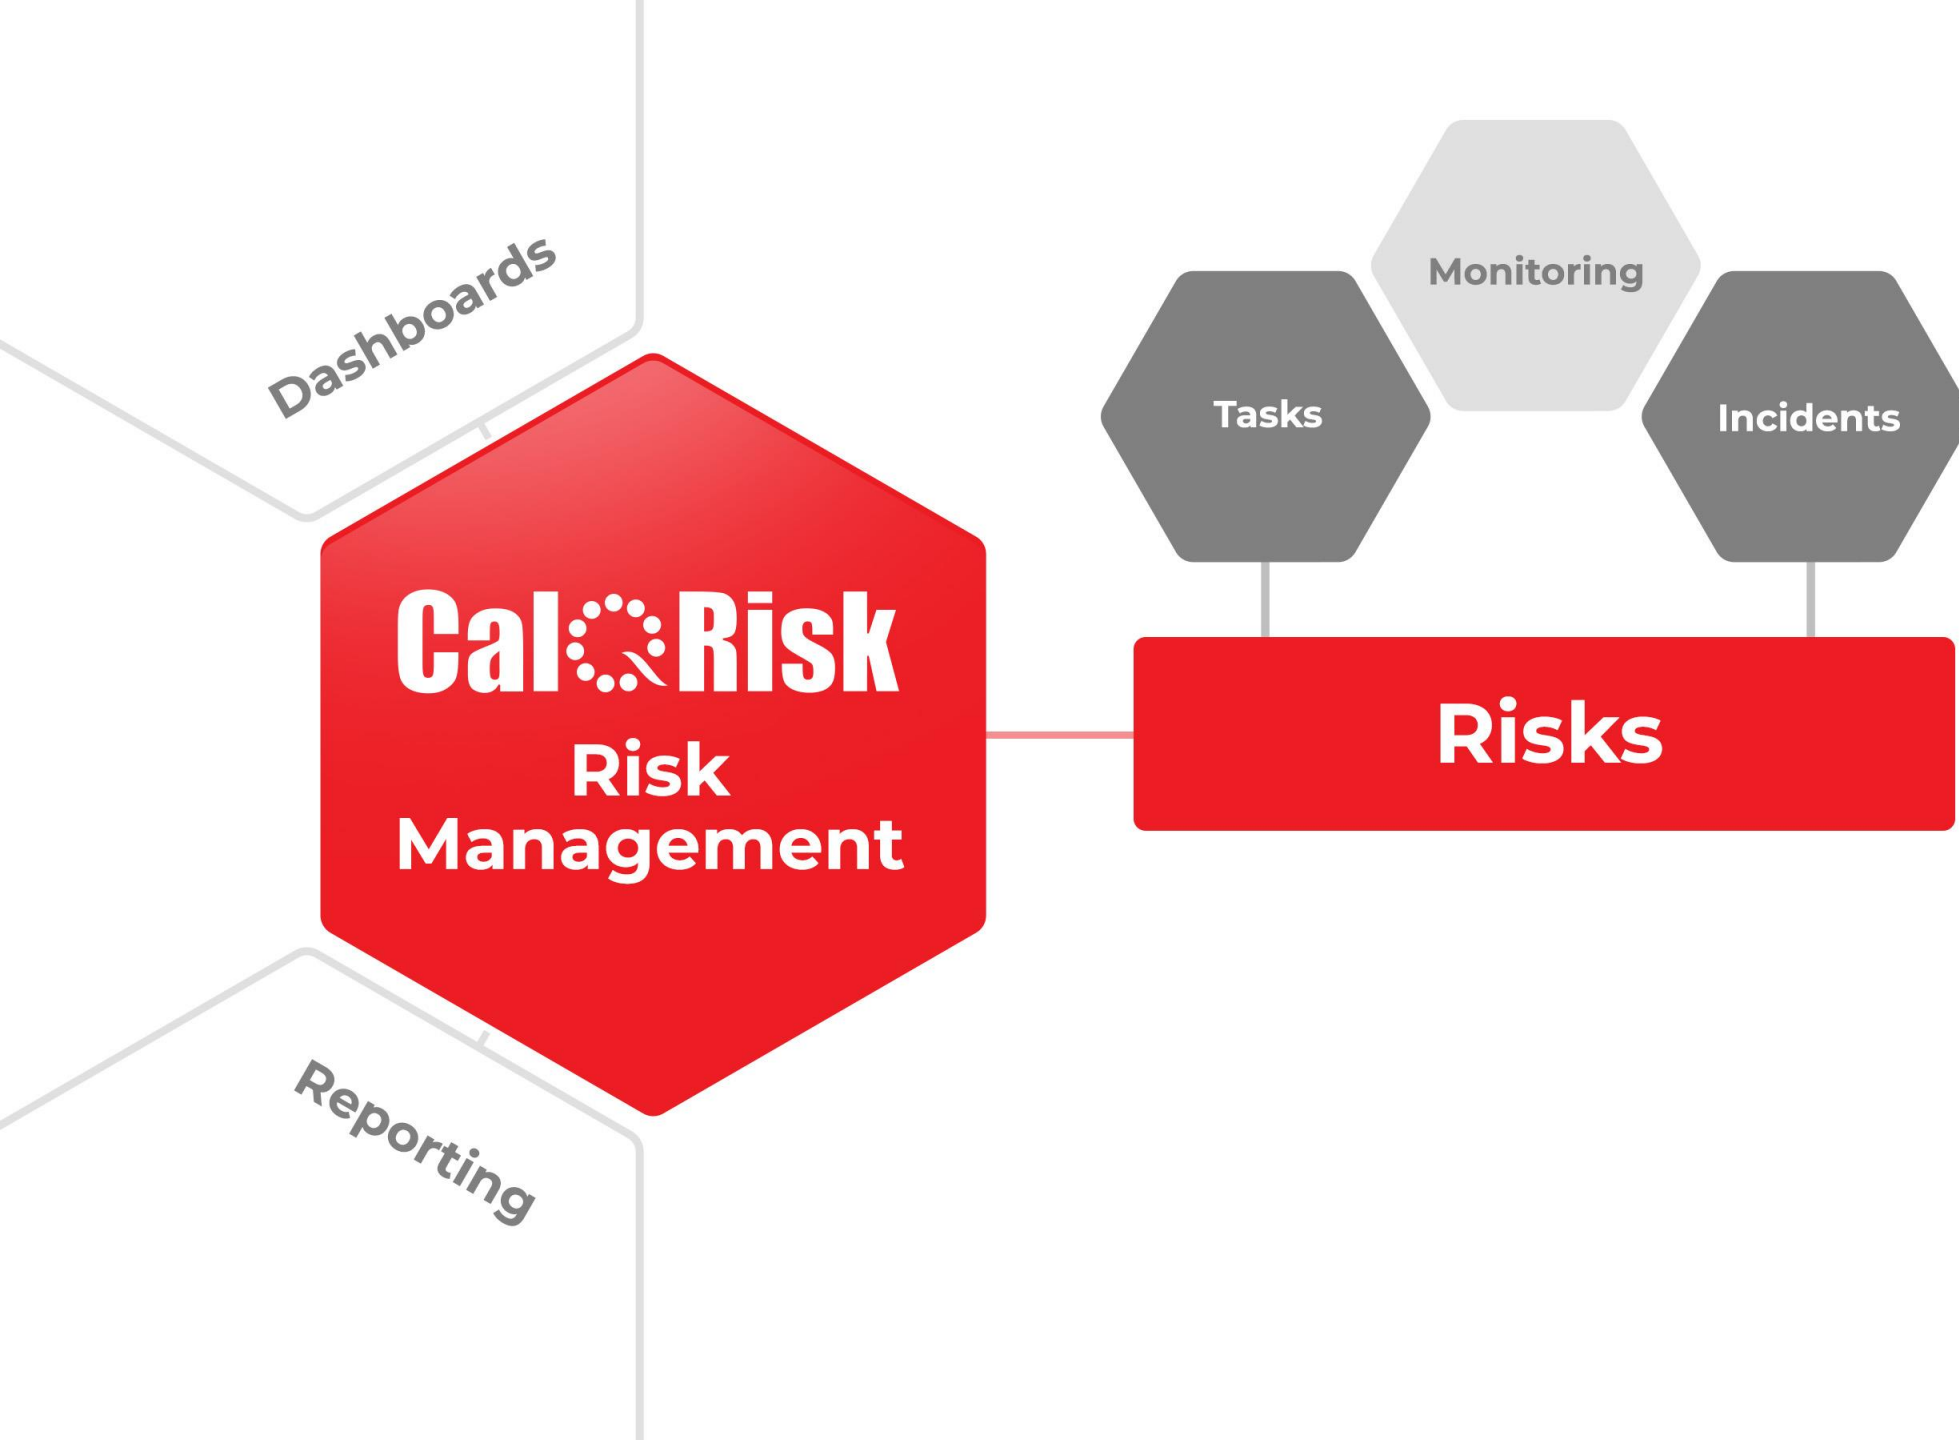 Dashboards
CalQRisk
Risk
Management
Reporting
Monitoring
Tasks
Incidents
Risks